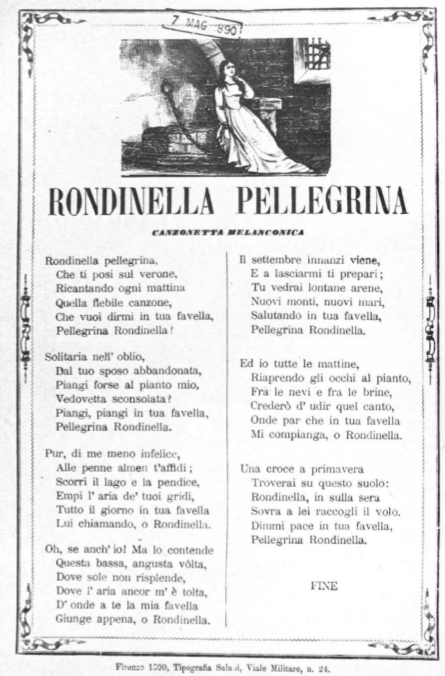 7 MAG 890
RONDINELLA PELLEGRINA
CANZONETTA MELANCONICA
Rondinella pellegrina,
Che ti posi sul verone,
Ricantando ogni mattina
Quella flebile canzone,
Che vuoi dirmi in tua favella,
Pellegrina Rondinella?
Solitaria nell' oblio,
Dal tuo sposo abbandonata,
Piangi forse al pianto mio,
Vedovetta sconsolata?
Piangi, piangi in tua favella,
Pellegrina Rondinella.
Pur, di me meno infelice,
Alle penne almen t'affidi;
Scorri il lago e la pendice,
Empi l' aria de' tuoi gridi,
Tutto il giorno in tua favella
Lui chiamando, o Rondinella.
Oh, se anch' io! Ma lo contende
Questa bassa, angusta vôlta,
Dove sole non risplende,
Dove l' aria ancor m' è tolta,
D' onde a te la mia favella
Giunge appena, o Rondinella.
Il settembre innanzi viene,
E a lasciarmi ti prepari;
Tu vedrai lontane arene,
Nuovi monti, nuovi mari,
Salutando in tua favella,
Pellegrina Rondinella.
Ed io tutte le mattine,
Riaprendo gli occhi al pianto,
Fra le nevi e fra le brine,
Crederò d' udir quel canto,
Onde par che in tua favella
Mi compianga, o Rondinella.
Una croce a primavera
Troverai su questo suolo:
Rondinella, in sulla sera
Sovra a lei raccogli il volo.
Dimmi pace in tua favella,
Pellegrina Rondinella.
FINE
Firenze 1890, Tipografia Salani, Viale Militare, n. 24.